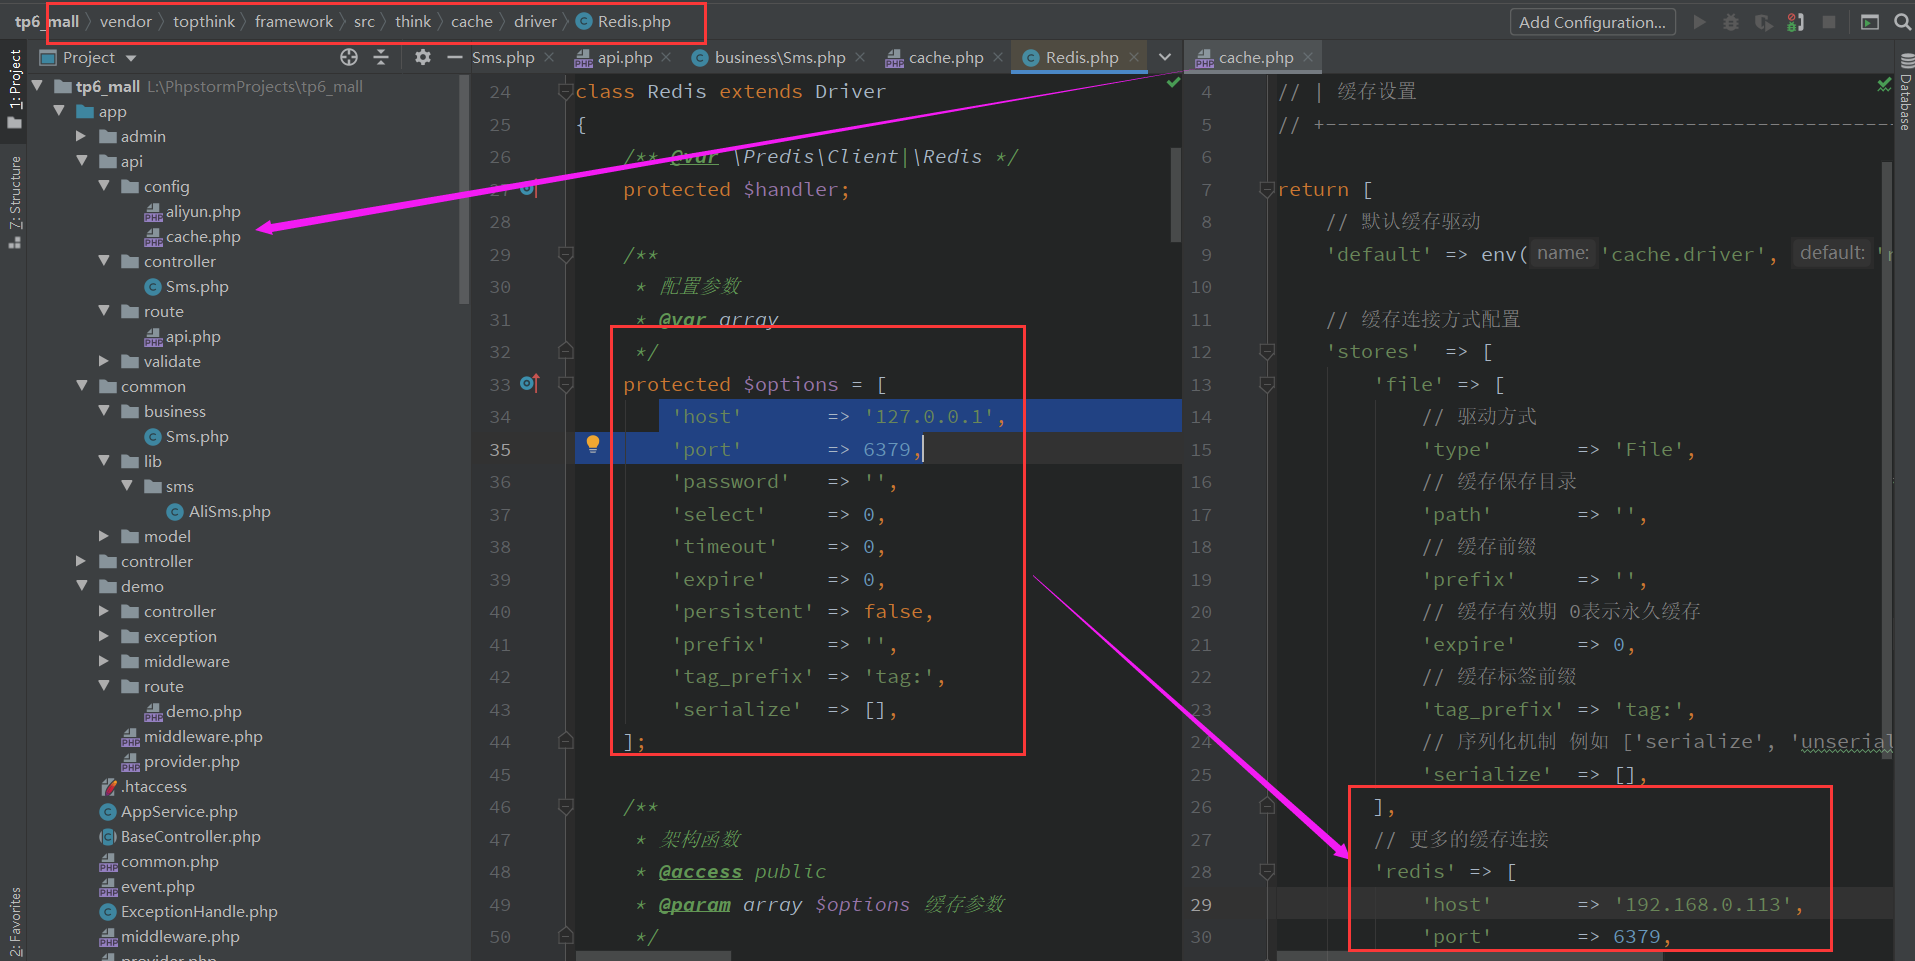 tp6_mall vendor topthink framework src think cache driver Redis.php Add Configuration...
Project Sms.php api.php business\Sms.php cache.php Redis.php cache.php
1: Project
7: Structure
2: Favorites
Database
tp6_mall L:\PhpstormProjects\tp6_mall
app
admin
api
config
aliyun.php
cache.php
controller
Sms.php
route
api.php
validate
common
business
Sms.php
lib
sms
AliSms.php
model
controller
demo
controller
exception
middleware
route
demo.php
middleware.php
provider.php
.htaccess
AppService.php
BaseController.php
common.php
event.php
ExceptionHandle.php
middleware.php
provider.php
24 class Redis extends Driver
25 {
26 /** @var \Predis\Client|\Redis */
27 protected $handler;
28
29 /**
30 * 配置参数
31 * @var array
32 */
33 protected $options = [
34 'host' => '127.0.0.1',
35 'port' => 6379,
36 'password' => '',
37 'select' => 0,
38 'timeout' => 0,
39 'expire' => 0,
40 'persistent' => false,
41 'prefix' => '',
42 'tag_prefix' => 'tag:',
43 'serialize' => [],
44 ];
45
46 /**
47 * 架构函数
48 * @access public
49 * @param array $options 缓存参数
50 */
4 // | 缓存设置
5 // +-----------------------------------------------
6
7 return [
8 // 默认缓存驱动
9 'default' => env( name: 'cache.driver', default: 'r
10
11 // 缓存连接方式配置
12 'stores' => [
13 'file' => [
14 // 驱动方式
15 'type' => 'File',
16 // 缓存保存目录
17 'path' => '',
18 // 缓存前缀
19 'prefix' => '',
20 // 缓存有效期 0表示永久缓存
21 'expire' => 0,
22 // 缓存标签前缀
23 'tag_prefix' => 'tag:',
24 // 序列化机制 例如 ['serialize', 'unserial
25 'serialize' => [],
26 ],
27 // 更多的缓存连接
28 'redis' => [
29 'host' => '192.168.0.113',
30 'port' => 6379,